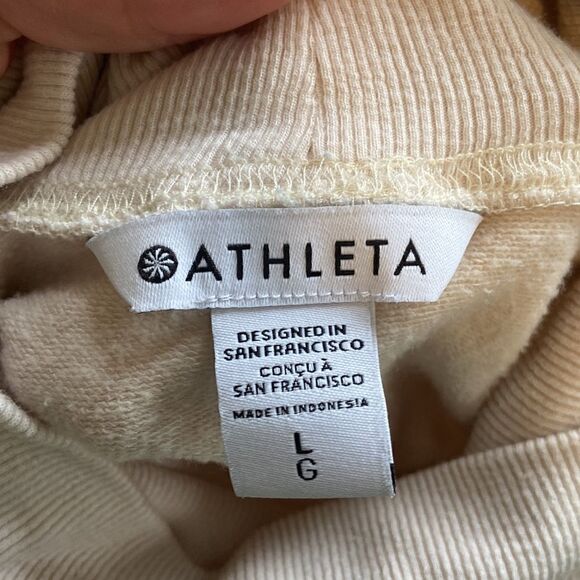 ATHLETA
DESIGNED IN
SAN FRANCISCO
CONÇU À
SAN FRANCISCO
MADE IN INDONESIA
L
G